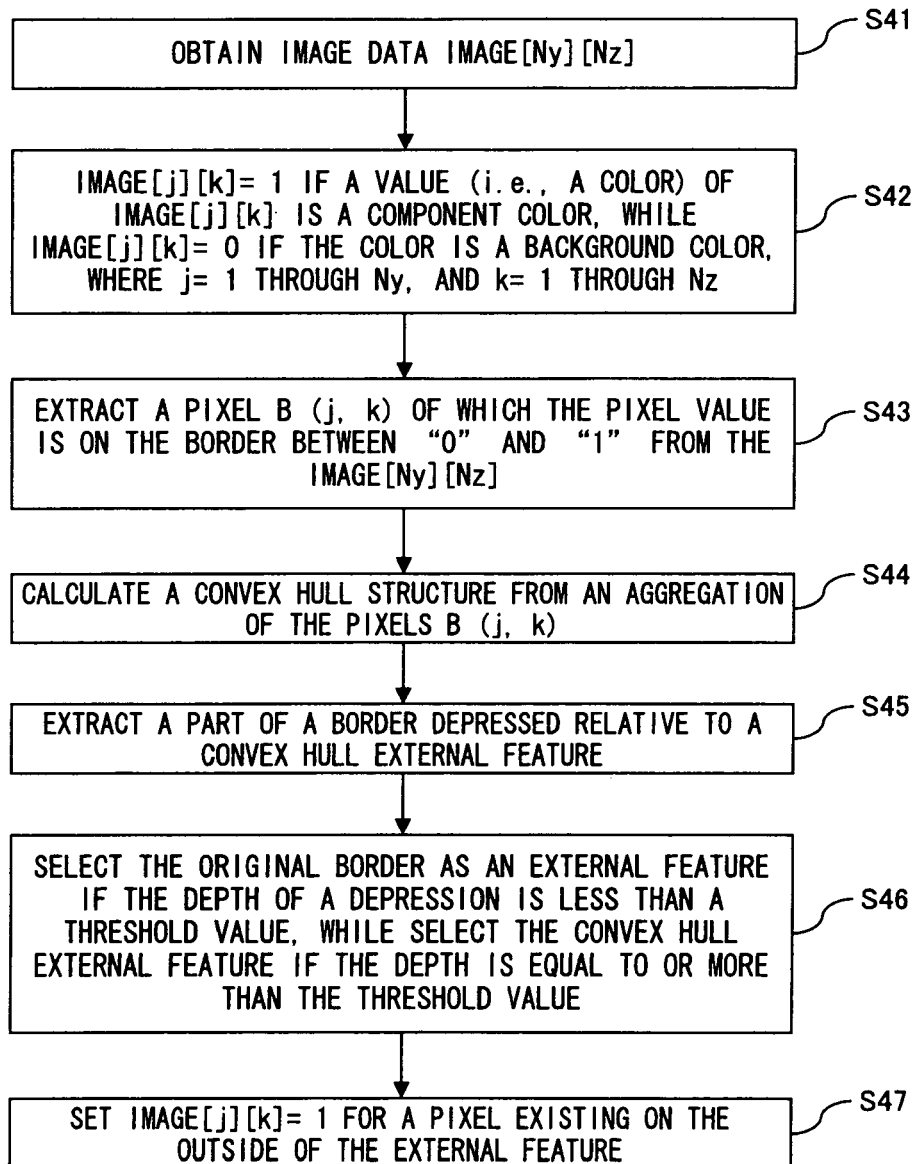 S41
OBTAIN IMAGE DATA IMAGE[Ny][Nz]
IMAGE[j][k]= 1 IF A VALUE (i.e., A COLOR) OF
IMAGE[j][k] IS A COMPONENT COLOR, WHILE
IMAGE[j][k]= 0 IF THE COLOR IS A BACKGROUND COLOR,
WHERE j= 1 THROUGH Ny, AND k= 1 THROUGH Nz
S42
EXTRACT A PIXEL B (j, k) OF WHICH THE PIXEL VALUE
IS ON THE BORDER BETWEEN “0” AND “1” FROM THE
IMAGE[Ny][Nz]
S43
CALCULATE A CONVEX HULL STRUCTURE FROM AN AGGREGATION
OF THE PIXELS B (j, k)
S44
EXTRACT A PART OF A BORDER DEPRESSED RELATIVE TO A
CONVEX HULL EXTERNAL FEATURE
S45
SELECT THE ORIGINAL BORDER AS AN EXTERNAL FEATURE
IF THE DEPTH OF A DEPRESSION IS LESS THAN A
THRESHOLD VALUE, WHILE SELECT THE CONVEX HULL
EXTERNAL FEATURE IF THE DEPTH IS EQUAL TO OR MORE
THAN THE THRESHOLD VALUE
S46
SET IMAGE[j][k]= 1 FOR A PIXEL EXISTING ON THE
OUTSIDE OF THE EXTERNAL FEATURE
S47